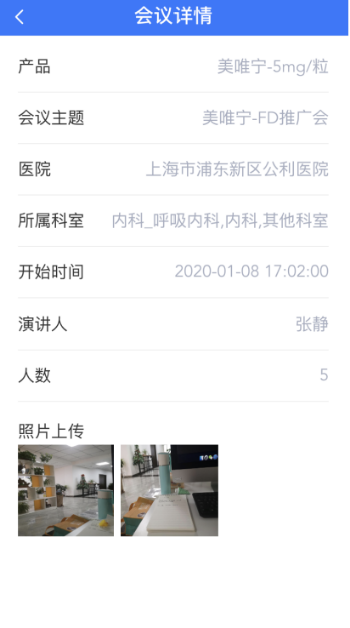 会议详情
产品 美唯宁-5mg/粒
会议主题 美唯宁-FD推广会
医院 上海市浦东新区公利医院
所属科室 内科_呼吸内科,内科,其他科室
开始时间 2020-01-08 17:02:00
演讲人 张静
人数 5
照片上传